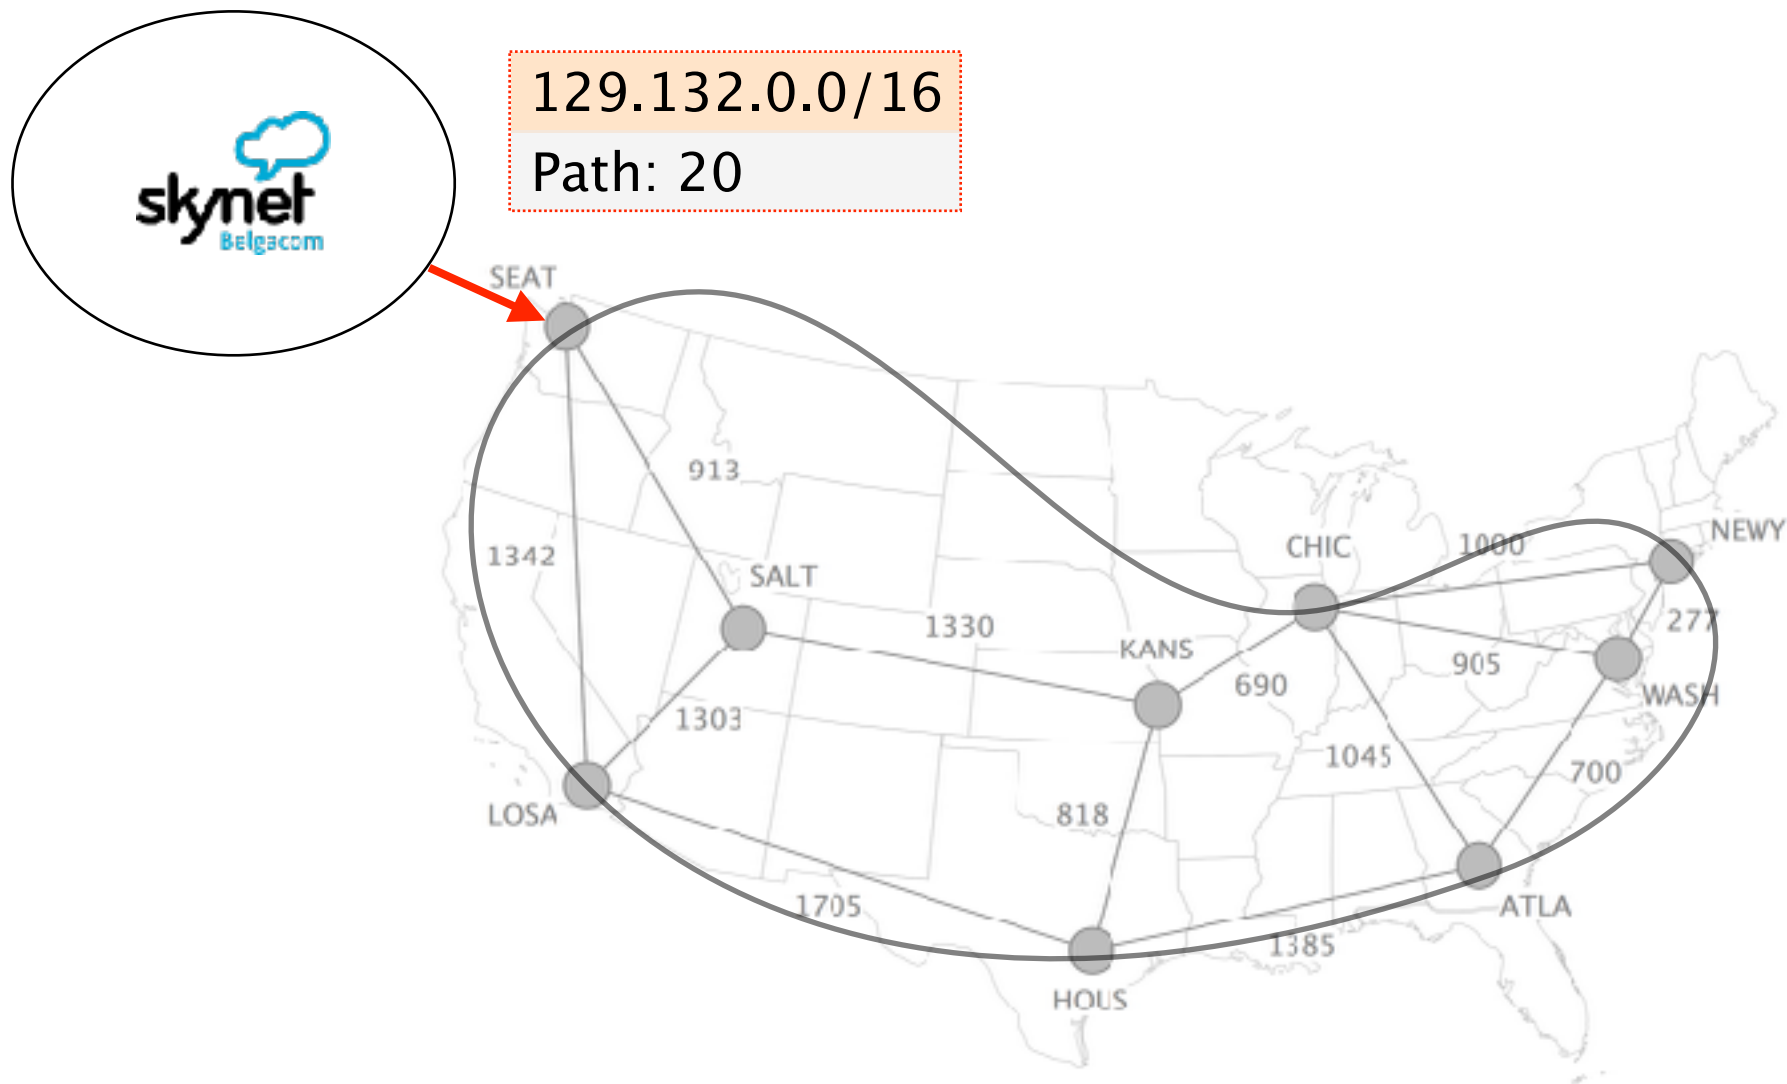 129.132.0.0/16
Path: 20
skynet
Belgacom
SEAT
913
1342
SALT
1330
KANS
CHIC
1000
NEWY
277
905
WASH
690
1303
1045
700
LOSA
818
1705
ATLA
1385
HOUS